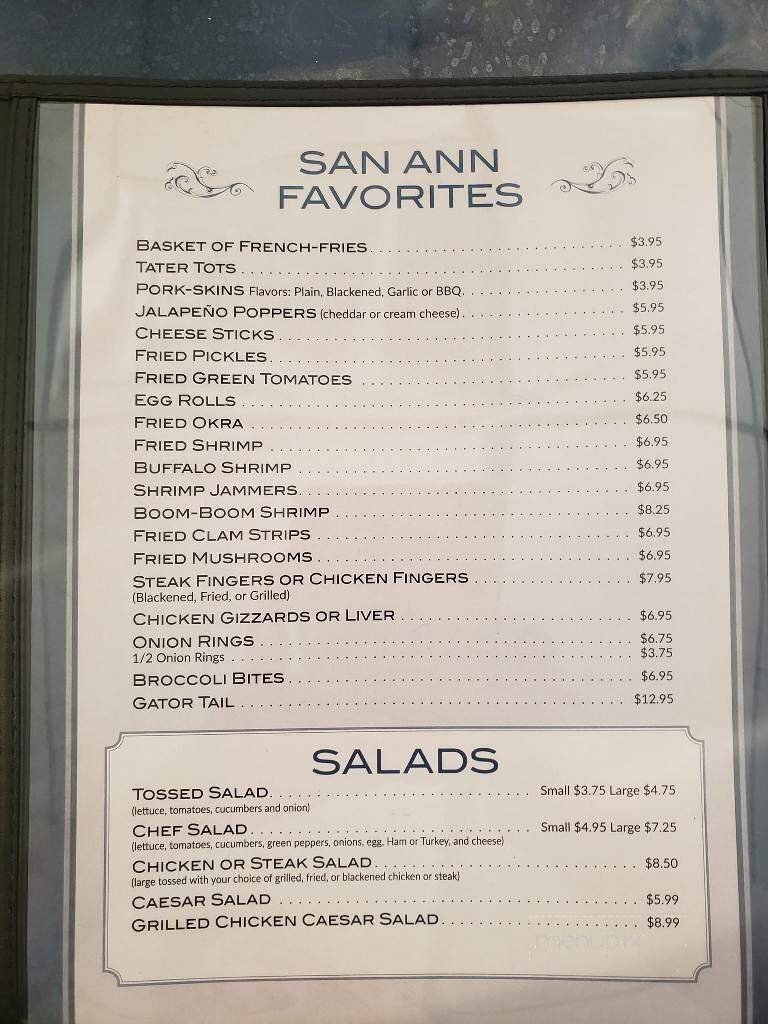 SAN ANN
FAVORITES
BASKET OF FRENCH-FRIES. . . . . . . . . . . . . . . . . . . . . . . . . . . $3.95
TATER TOTS . . . . . . . . . . . . . . . . . . . . . . . . . . . $3.95
PORK-SKINS Flavors: Plain, Blackened, Garlic or BBQ. . . . . . . . . . . . . . $3.95
JALAPEÑO POPPERS (cheddar or cream cheese) . . . . . . . . . . . . . . $5.95
CHEESE STICKS . . . . . . . . . . . . . . . . . . . . . . . . . . . $5.95
FRIED PICKLES. . . . . . . . . . . . . . . . . . . . . . . . . . . $5.95
FRIED GREEN TOMATOES . . . . . . . . . . . . . . . . . . . . . $5.95
EGG ROLLS . . . . . . . . . . . . . . . . . . . . . . . . . . . $6.25
FRIED OKRA . . . . . . . . . . . . . . . . . . . . . . . . . . . $6.50
FRIED SHRIMP . . . . . . . . . . . . . . . . . . . . . . . . . . . $6.95
BUFFALO SHRIMP . . . . . . . . . . . . . . . . . . . . . . . . $6.95
SHRIMP JAMMERS. . . . . . . . . . . . . . . . . . . . . . . . $6.95
BOOM-BOOM SHRIMP . . . . . . . . . . . . . . . . . . . . . $8.25
FRIED CLAM STRIPS . . . . . . . . . . . . . . . . . . . . . . . $6.95
FRIED MUSHROOMS . . . . . . . . . . . . . . . . . . . . . . . $6.95
STEAK FINGERS OR CHICKEN FINGERS . . . . . . . . . . . . . $7.95
(Blackened, Fried, or Grilled)
CHICKEN GIZZARDS OR LIVER . . . . . . . . . . . . . . . . . . $6.95
ONION RINGS . . . . . . . . . . . . . . . . . . . . . . . . . . . $6.75
1/2 Onion Rings . . . . . . . . . . . . . . . . . . . . . . . . . . . $3.75
BROCCOLI BITES . . . . . . . . . . . . . . . . . . . . . . . . . . . $6.95
GATOR TAIL . . . . . . . . . . . . . . . . . . . . . . . . . . . $12.95
SALADS
TOSSED SALAD. . . . . . . . . . . . . . . . . . . . . Small $3.75 Large $4.75
(lettuce, tomatoes, cucumbers and onion)
CHEF SALAD . . . . . . . . . . . . . . . . . . . . . Small $4.95 Large $7.25
(lettuce, tomatoes, cucumbers, green peppers, onions, egg, Ham or Turkey, and cheese)
CHICKEN OR STEAK SALAD . . . . . . . . . . . . . . . . . . . . . $8.50
(large tossed with your choice of grilled, fried, or blackened chicken or steak)
CAESAR SALAD . . . . . . . . . . . . . . . . . . . . . . . . . . . $5.99
GRILLED CHICKEN CAESAR SALAD. . . . . . . . . . . . . . . $8.99